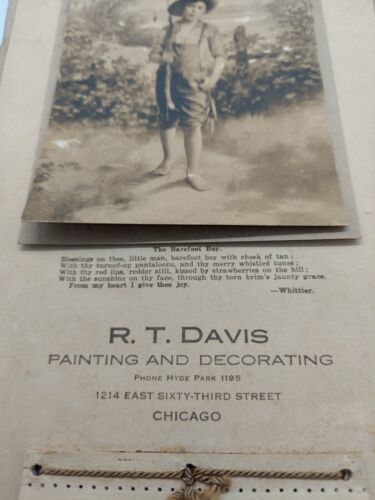 The Barefoot Boy.
Blessings on thee, little man, barefoot boy with cheek of tan;
With thy turned-up pantaloons, and thy merry whistled tunes;
With thy red lips, redder still, kissed by strawberries on the hill;
With the sunshine on thy face, through thy torn brim's jaunty grace.
From my heart I give thee joy.
—Whittier.
R. T. DAVIS
PAINTING AND DECORATING
PHONE HYDE PARK 1195
1214 EAST SIXTY-THIRD STREET
CHICAGO